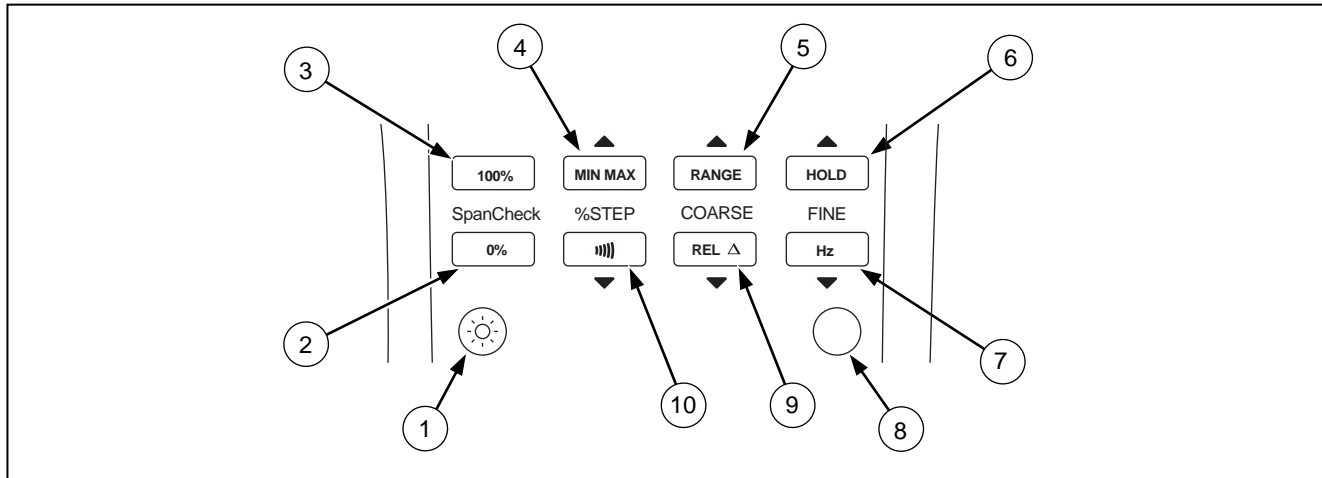 4 5
3 6
100% MIN MAX RANGE HOLD
SpanCheck %STEP COARSE FINE
0% REL Δ Hz
2 7
1 10 9 8